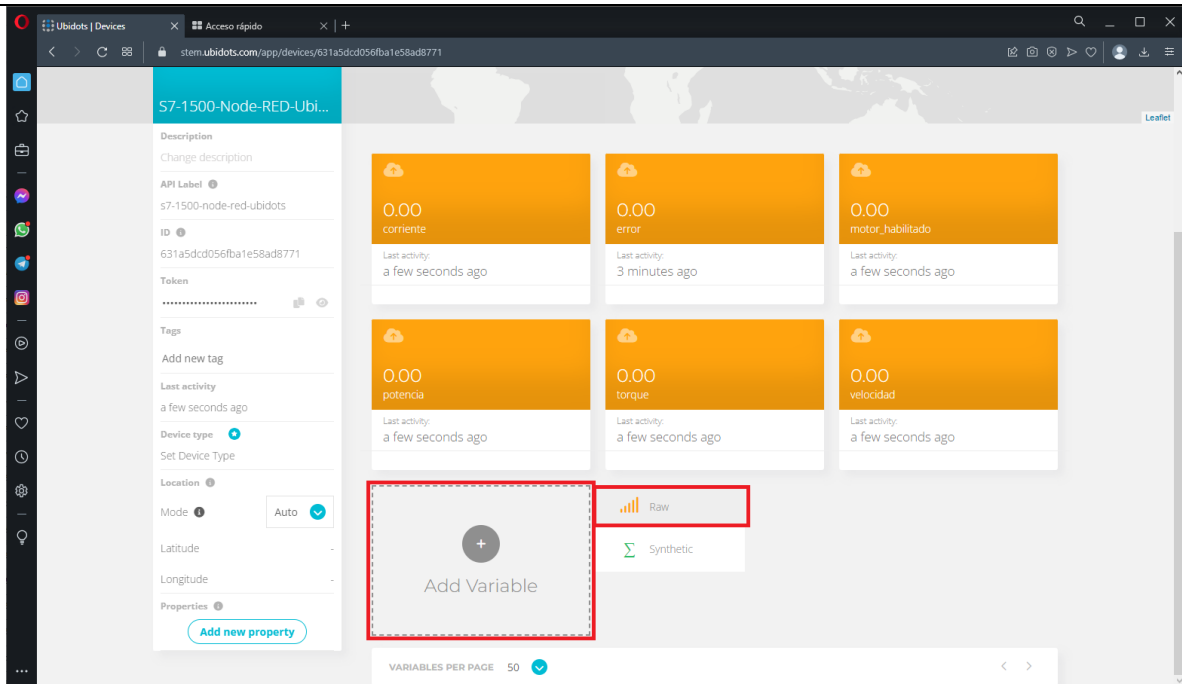 Ubidots | Devices
Acceso rápido
stem.ubidots.com/app/devices/631a5dcd056fba1e58ad8771
S7-1500-Node-RED-Ubi...
Leaflet
Description
Change description
API Label
s7-1500-node-red-ubidots
ID
631a5dcd056fba1e58ad8771
Token
••••••••••••••••••••••••
Tags
Add new tag
Last activity
a few seconds ago
Device type
Set Device Type
Location
Mode
Auto
Latitude
-
Longitude
-
Properties
Add new property
0.00
corriente
Last activity:
a few seconds ago
0.00
error
Last activity:
3 minutes ago
0.00
motor_habilitado
Last activity:
a few seconds ago
0.00
potencia
Last activity:
a few seconds ago
0.00
torque
Last activity:
a few seconds ago
0.00
velocidad
Last activity:
a few seconds ago
Add Variable
Raw
Synthetic
VARIABLES PER PAGE 50